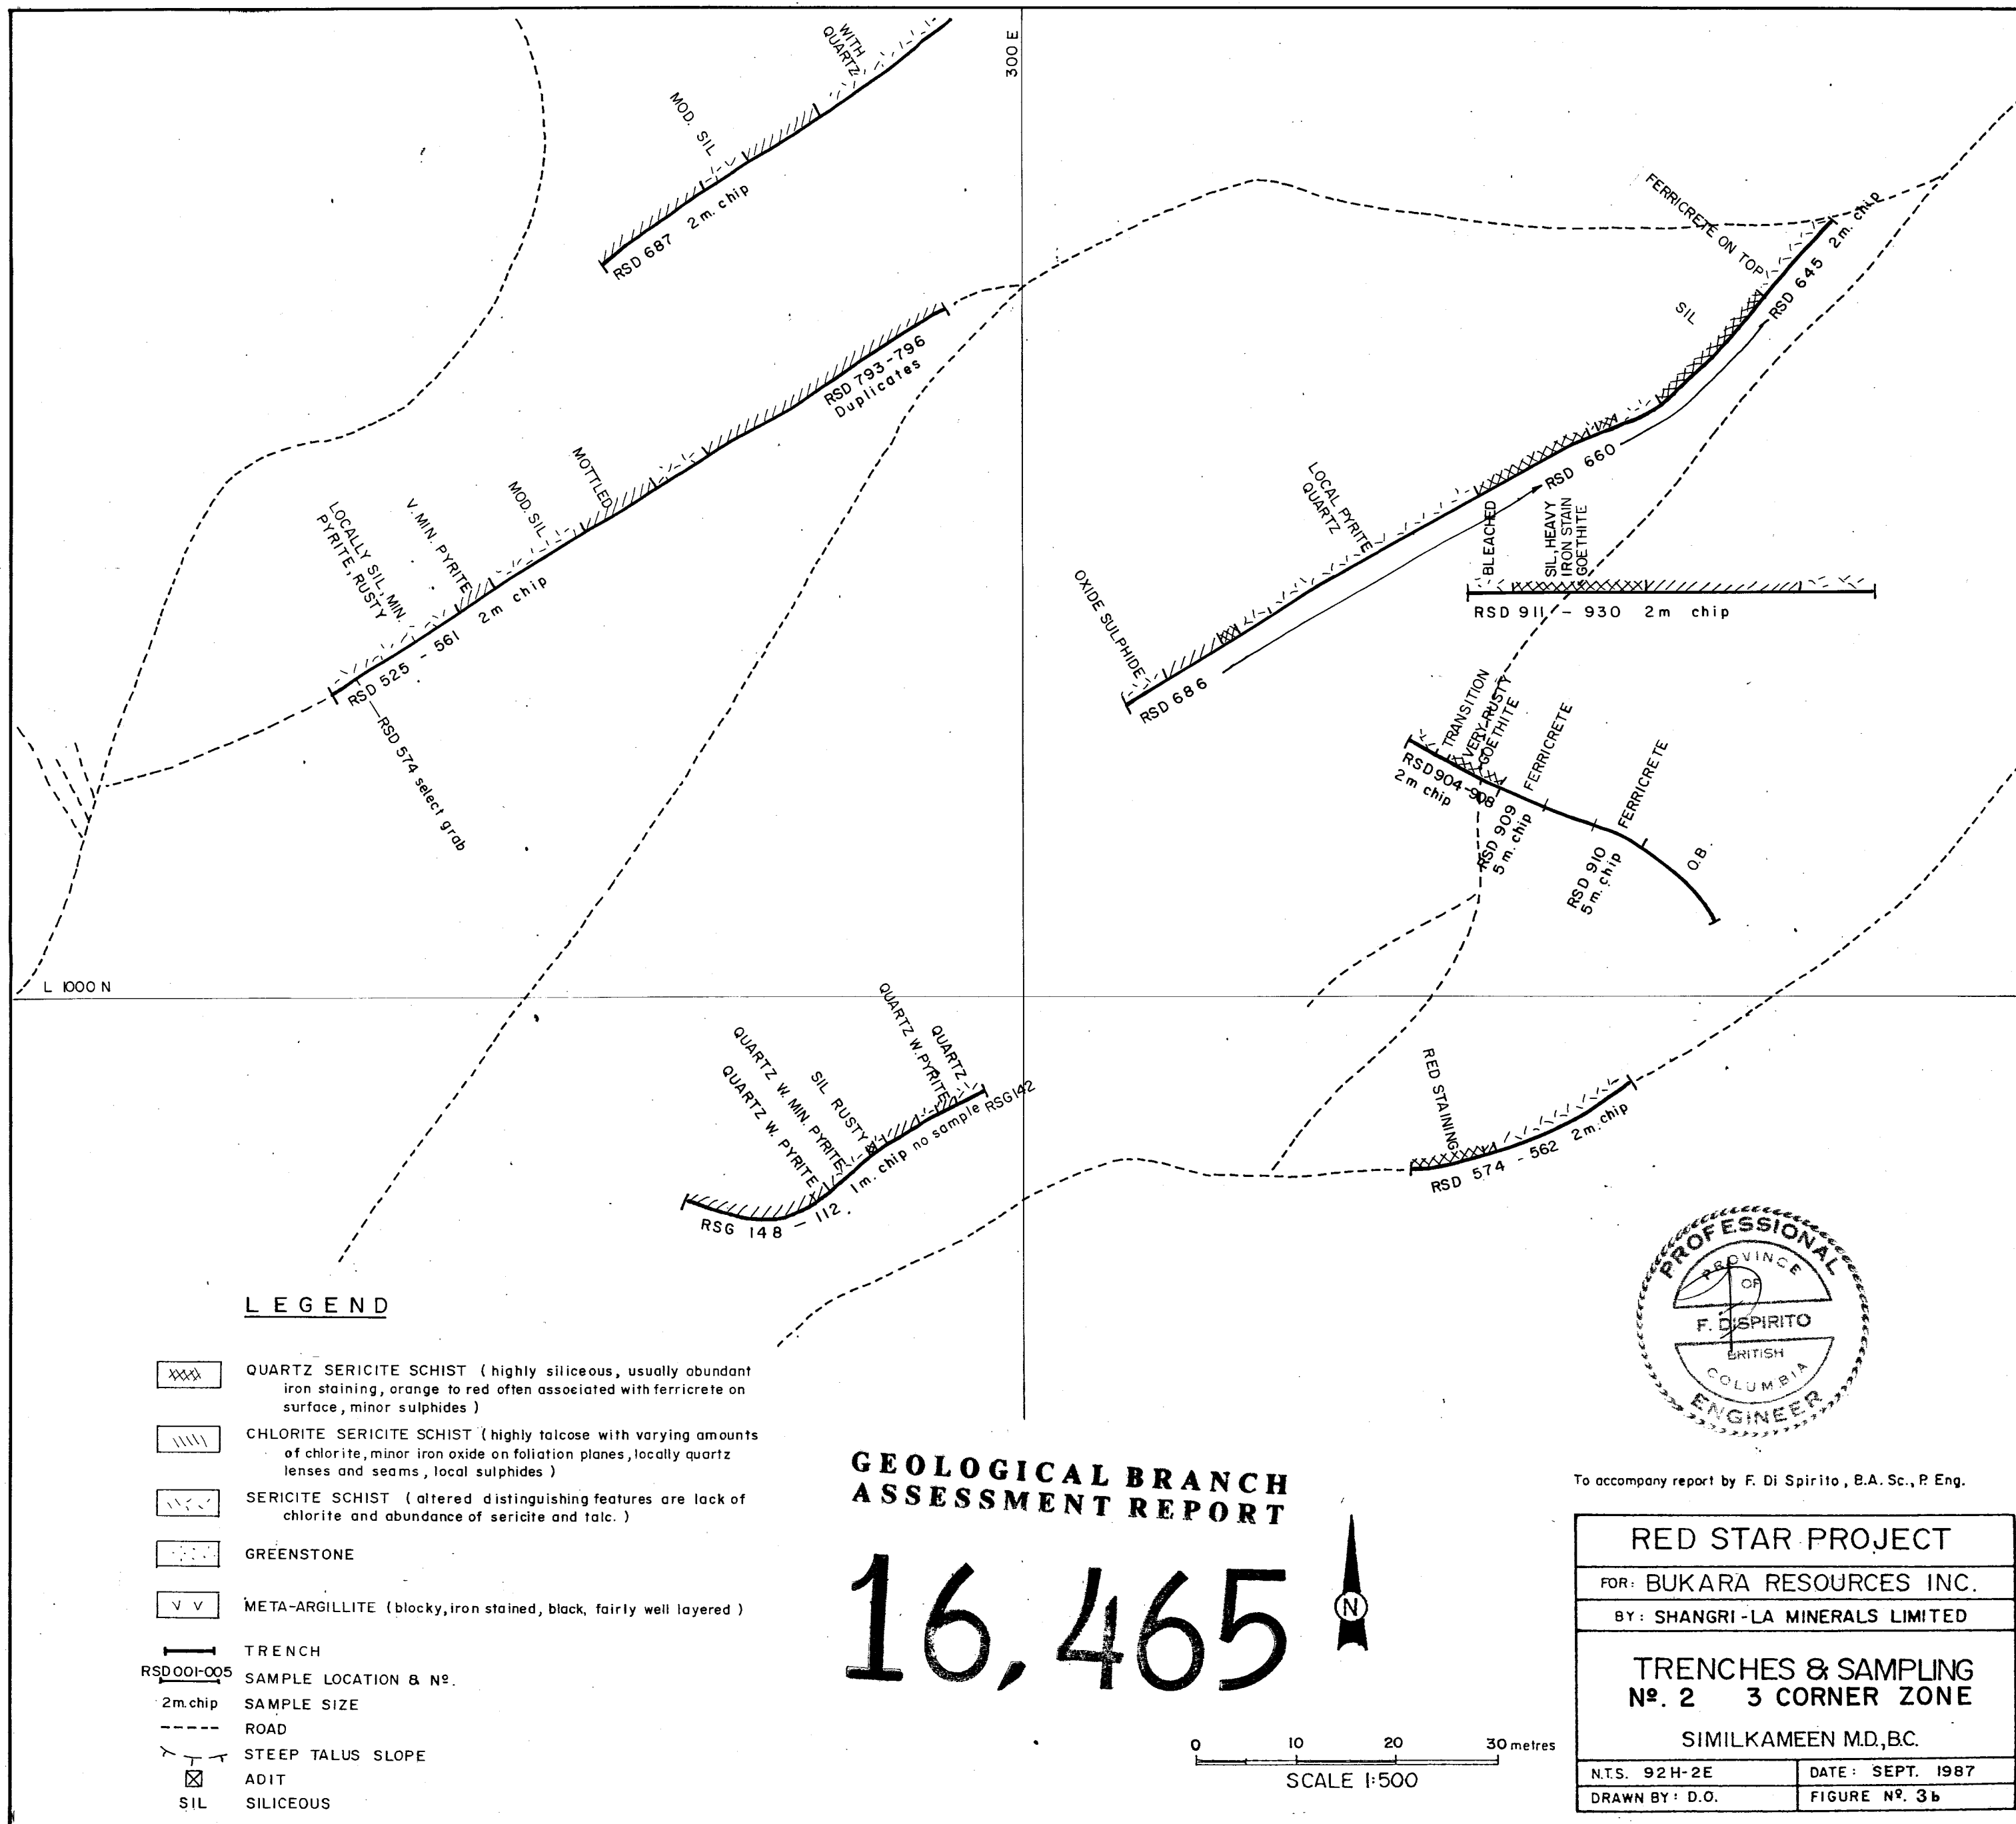 WITH
QUARTZ
300 E
MOD. SIL
RSD 687 2m. chip
FERRICRETE ON TOP
RSD 645 2m. chip
SIL
RSD 793-796
Duplicates
MOTTLED
MOD. SIL
V. MIN. PYRITE
LOCALLY SIL, MIN.
PYRITE, RUSTY
RSD 525 - 561 2m chip
RSD 574 select grab
RSD 660
LOCAL PYRITE
QUARTZ
BLEACHED
SIL, HEAVY
IRON STAIN
GOETHITE
RSD 911 - 930 2m chip
OXIDE SULPHIDE
RSD 686
TRANSITION
VERY RUSTY
GOETHITE
FERRICRETE
FERRICRETE
RSD 904-908
2m chip
RSD 909
5 m. chip
RSD 910
5 m. chip
O.B.
L 1000 N
QUARTZ W. PYRITE
QUARTZ
QUARTZ W. MIN. PYRITE
QUARTZ W. PYRITE
SIL RUSTY
RSG 148 - 112 1m. chip no sample RSG 142
RED STAINING
RSD 574 - 562 2m. chip
PROFESSIONAL
PROVINCE
OF
F. DISPIRITO
BRITISH
COLUMBIA
ENGINEER
LEGEND
QUARTZ SERICITE SCHIST (highly siliceous, usually abundant
iron staining, orange to red often associated with ferricrete on
surface, minor sulphides)
CHLORITE SERICITE SCHIST (highly talcose with varying amounts
of chlorite, minor iron oxide on foliation planes, locally quartz
lenses and seams, local sulphides)
SERICITE SCHIST (altered distinguishing features are lack of
chlorite and abundance of sericite and talc.)
GREENSTONE
V V META-ARGILLITE (blocky, iron stained, black, fairly well layered)
TRENCH
RSD001-005 SAMPLE LOCATION & Nº.
2m.chip SAMPLE SIZE
ROAD
STEEP TALUS SLOPE
ADIT
SIL SILICEOUS
GEOLOGICAL BRANCH
ASSESSMENT REPORT
16,465
N
0 10 20 30 metres
SCALE 1:500
To accompany report by F. Di Spirito, B.A. Sc., P. Eng.
RED STAR PROJECT
FOR: BUKARA RESOURCES INC.
BY: SHANGRI-LA MINERALS LIMITED
TRENCHES & SAMPLING
Nº. 2 3 CORNER ZONE
SIMILKAMEEN M.D., B.C.
N.T.S. 92H-2E
DATE: SEPT. 1987
DRAWN BY: D.O.
FIGURE Nº. 3b